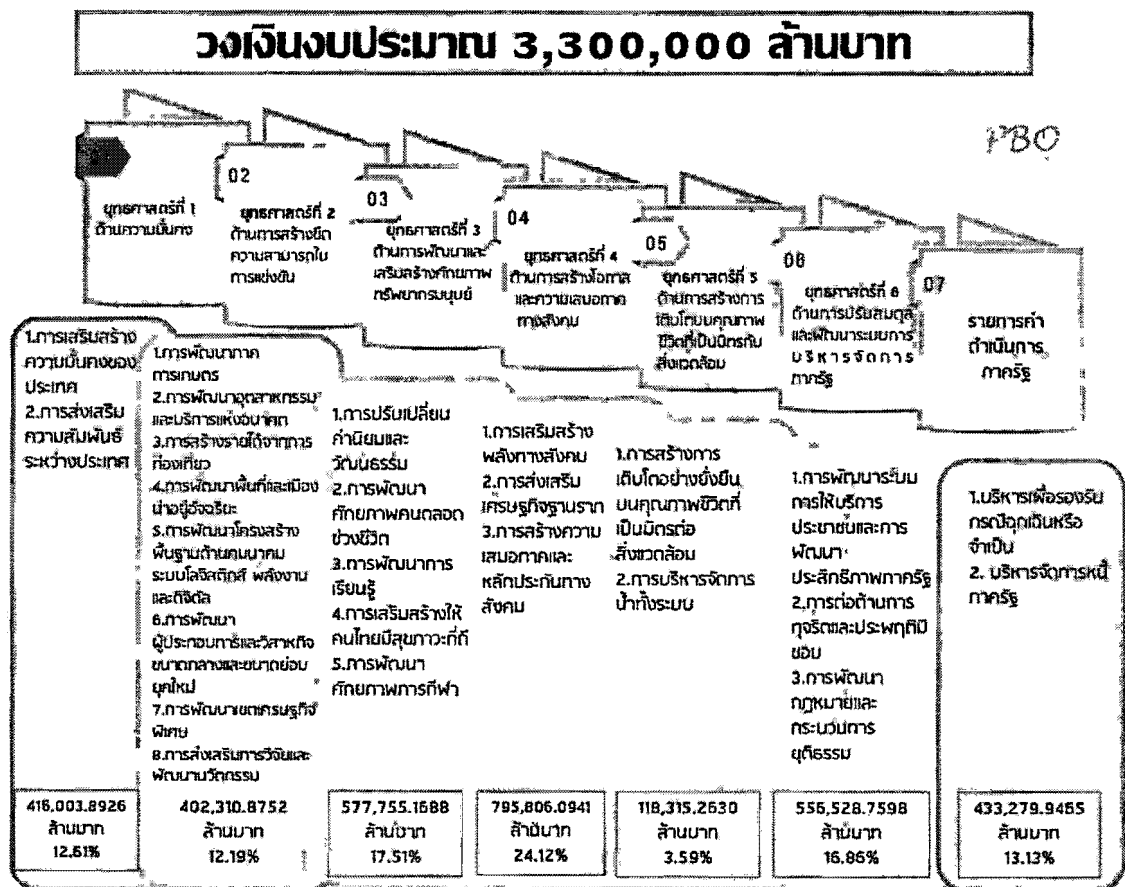 วงเงินงบประมาณ 3,300,000 ล้านบาท
PBO
ยุทธศาสตร์ที่ 1
ด้านความมั่นคง
02
ยุทธศาสตร์ที่ 2
ด้านการสร้างขีด
ความสามารถใน
การแข่งขัน
03
ยุทธศาสตร์ที่ 3
ด้านการพัฒนาและ
เสริมสร้างศักยภาพ
ทรัพยากรมนุษย์
04
ยุทธศาสตร์ที่ 4
ด้านการสร้างโอกาส
และความเสมอภาค
ทางสังคม
05
ยุทธศาสตร์ที่ 5
ด้านการสร้างการ
เติบโตบนคุณภาพ
ชีวิตที่เป็นมิตรกับ
สิ่งแวดล้อม
06
ยุทธศาสตร์ที่ 6
ด้านการปรับสมดุล
และพัฒนาระบบการ
บริหารจัดการ
ภาครัฐ
07
รายการค่า
ดำเนินการ
ภาครัฐ
1.การเสริมสร้าง
ความมั่นคงของ
ประเทศ
2.การส่งเสริม
ความสัมพันธ์
ระหว่างประเทศ
416,003.8926
ล้านบาท
12.61%
1.การพัฒนาภาค
การเกษตร
2.การพัฒนาอุตสาหกรรม
และบริการแห่งอนาคต
3.การสร้างรายได้จากการ
ท่องเที่ยว
4.การพัฒนาพื้นที่และเมือง
น่าอยู่อัจฉริยะ
5.การพัฒนาโครงสร้าง
พื้นฐานด้านคมนาคม
ระบบโลจิสติกส์ พลังงาน
และดิจิตัล
6.การพัฒนา
ผู้ประกอบการและวิสาหกิจ
ขนาดกลางและขนาดย่อม
ยุคใหม่
7.การพัฒนาเขตเศรษฐกิจ
พิเศษ
8.การส่งเสริมการวิจัยและ
พัฒนานวัตกรรม
402,310.8752
ล้านบาท
12.19%
1.การปรับเปลี่ยน
ค่านิยมและ
วัฒนธรรม
2.การพัฒนา
ศักยภาพคนตลอด
ช่วงชีวิต
3.การพัฒนาการ
เรียนรู้
4.การเสริมสร้างให้
คนไทยมีสุขภาวะที่ดี
5.การพัฒนา
ศักยภาพการกีฬา
577,755.1688
ล้านบาท
17.51%
1.การเสริมสร้าง
พลังทางสังคม
2.การส่งเสริม
เศรษฐกิจฐานราก
3.การสร้างความ
เสมอภาคและ
หลักประกันทาง
สังคม
795,806.0941
ล้านบาท
24.12%
1.การสร้างการ
เติบโตอย่างยั่งยืน
บนคุณภาพชีวิตที่
เป็นมิตรต่อ
สิ่งแวดล้อม
2.การบริหารจัดการ
น้ำทั้งระบบ
118,315.2630
ล้านบาท
3.59%
1.การพัฒนาระบบ
การให้บริการ
ประชาชนและการ
พัฒนา
ประสิทธิภาพภาครัฐ
2.การต่อต้านการ
ทุจริตและประพฤติมิ
ชอบ
3.การพัฒนา
กฎหมายและ
กระบวนการ
ยุติธรรม
556,528.7598
ล้านบาท
16.86%
1.บริหารเพื่อรองรับ
กรณีฉุกเฉินหรือ
จำเป็น
2. บริหารจัดการหนี้
ภาครัฐ
433,279.9465
ล้านบาท
13.13%